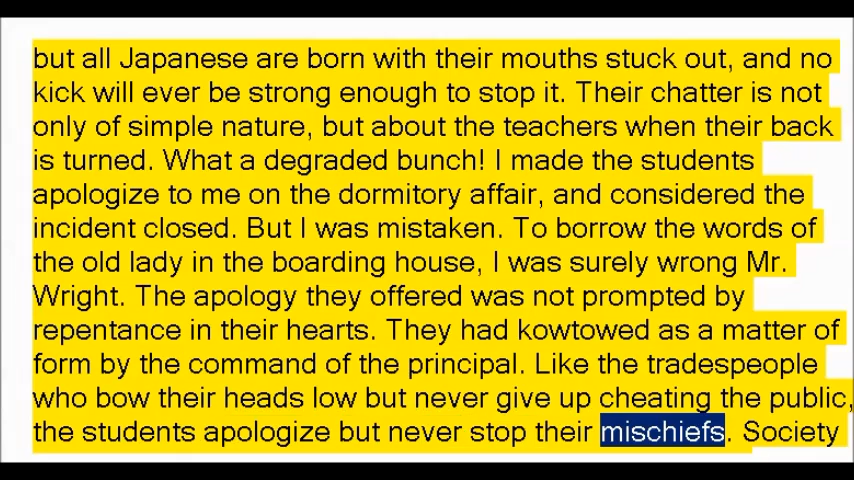 but all Japanese are born with their mouths stuck out, and no
kick will ever be strong enough to stop it. Their chatter is not
only of simple nature, but about the teachers when their back
is turned. What a degraded bunch! I made the students
apologize to me on the dormitory affair, and considered the
incident closed. But I was mistaken. To borrow the words of
the old lady in the boarding house, I was surely wrong Mr.
Wright. The apology they offered was not prompted by
repentance in their hearts. They had kowtowed as a matter of
form by the command of the principal. Like the tradespeople
who bow their heads low but never give up cheating the public,
the students apologize but never stop their mischiefs. Society